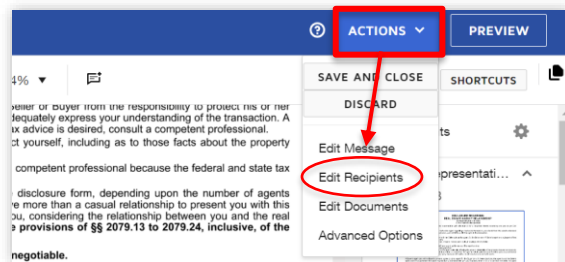 ACTIONS
PREVIEW
4%
SAVE AND CLOSE
SHORTCUTS
DISCARD
Edit Message
Edit Recipients
Edit Documents
Advanced Options
ts
presentati...
Seller or Buyer from the responsibility to protect his or her
dequately express your understanding of the transaction. A
ax advice is desired, consult a competent professional.
ct yourself, including as to those facts about the property
competent professional because the federal and state tax
disclosure form, depending upon the number of agents
ve more than a casual relationship to present you with this
ou, considering the relationship between you and the real
e provisions of §§ 2079.13 to 2079.24, inclusive, of the
negotiable.